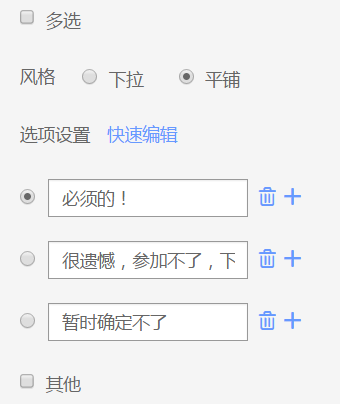 多选
风格 下拉 平铺
选项设置 快速编辑
必须的！
很遗憾，参加不了，下
暂时确定不了
其他